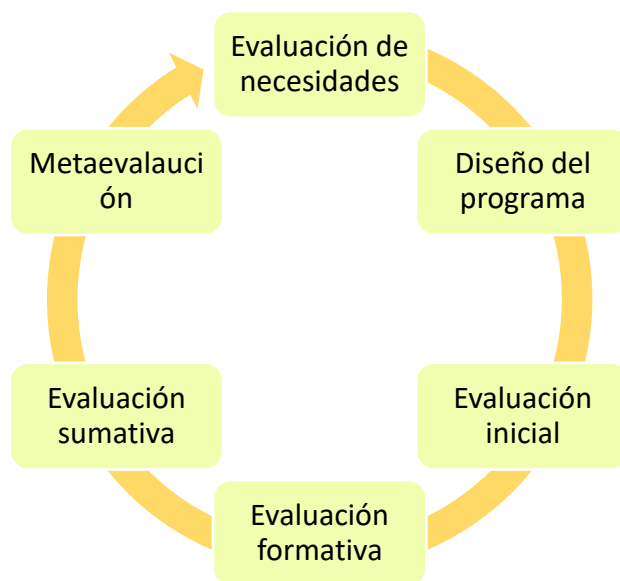 Evaluación de
necesidades
Diseño del
programa
Evaluación
inicial
Evaluación
formativa
Evaluación
sumativa
Metaevalauci
ón